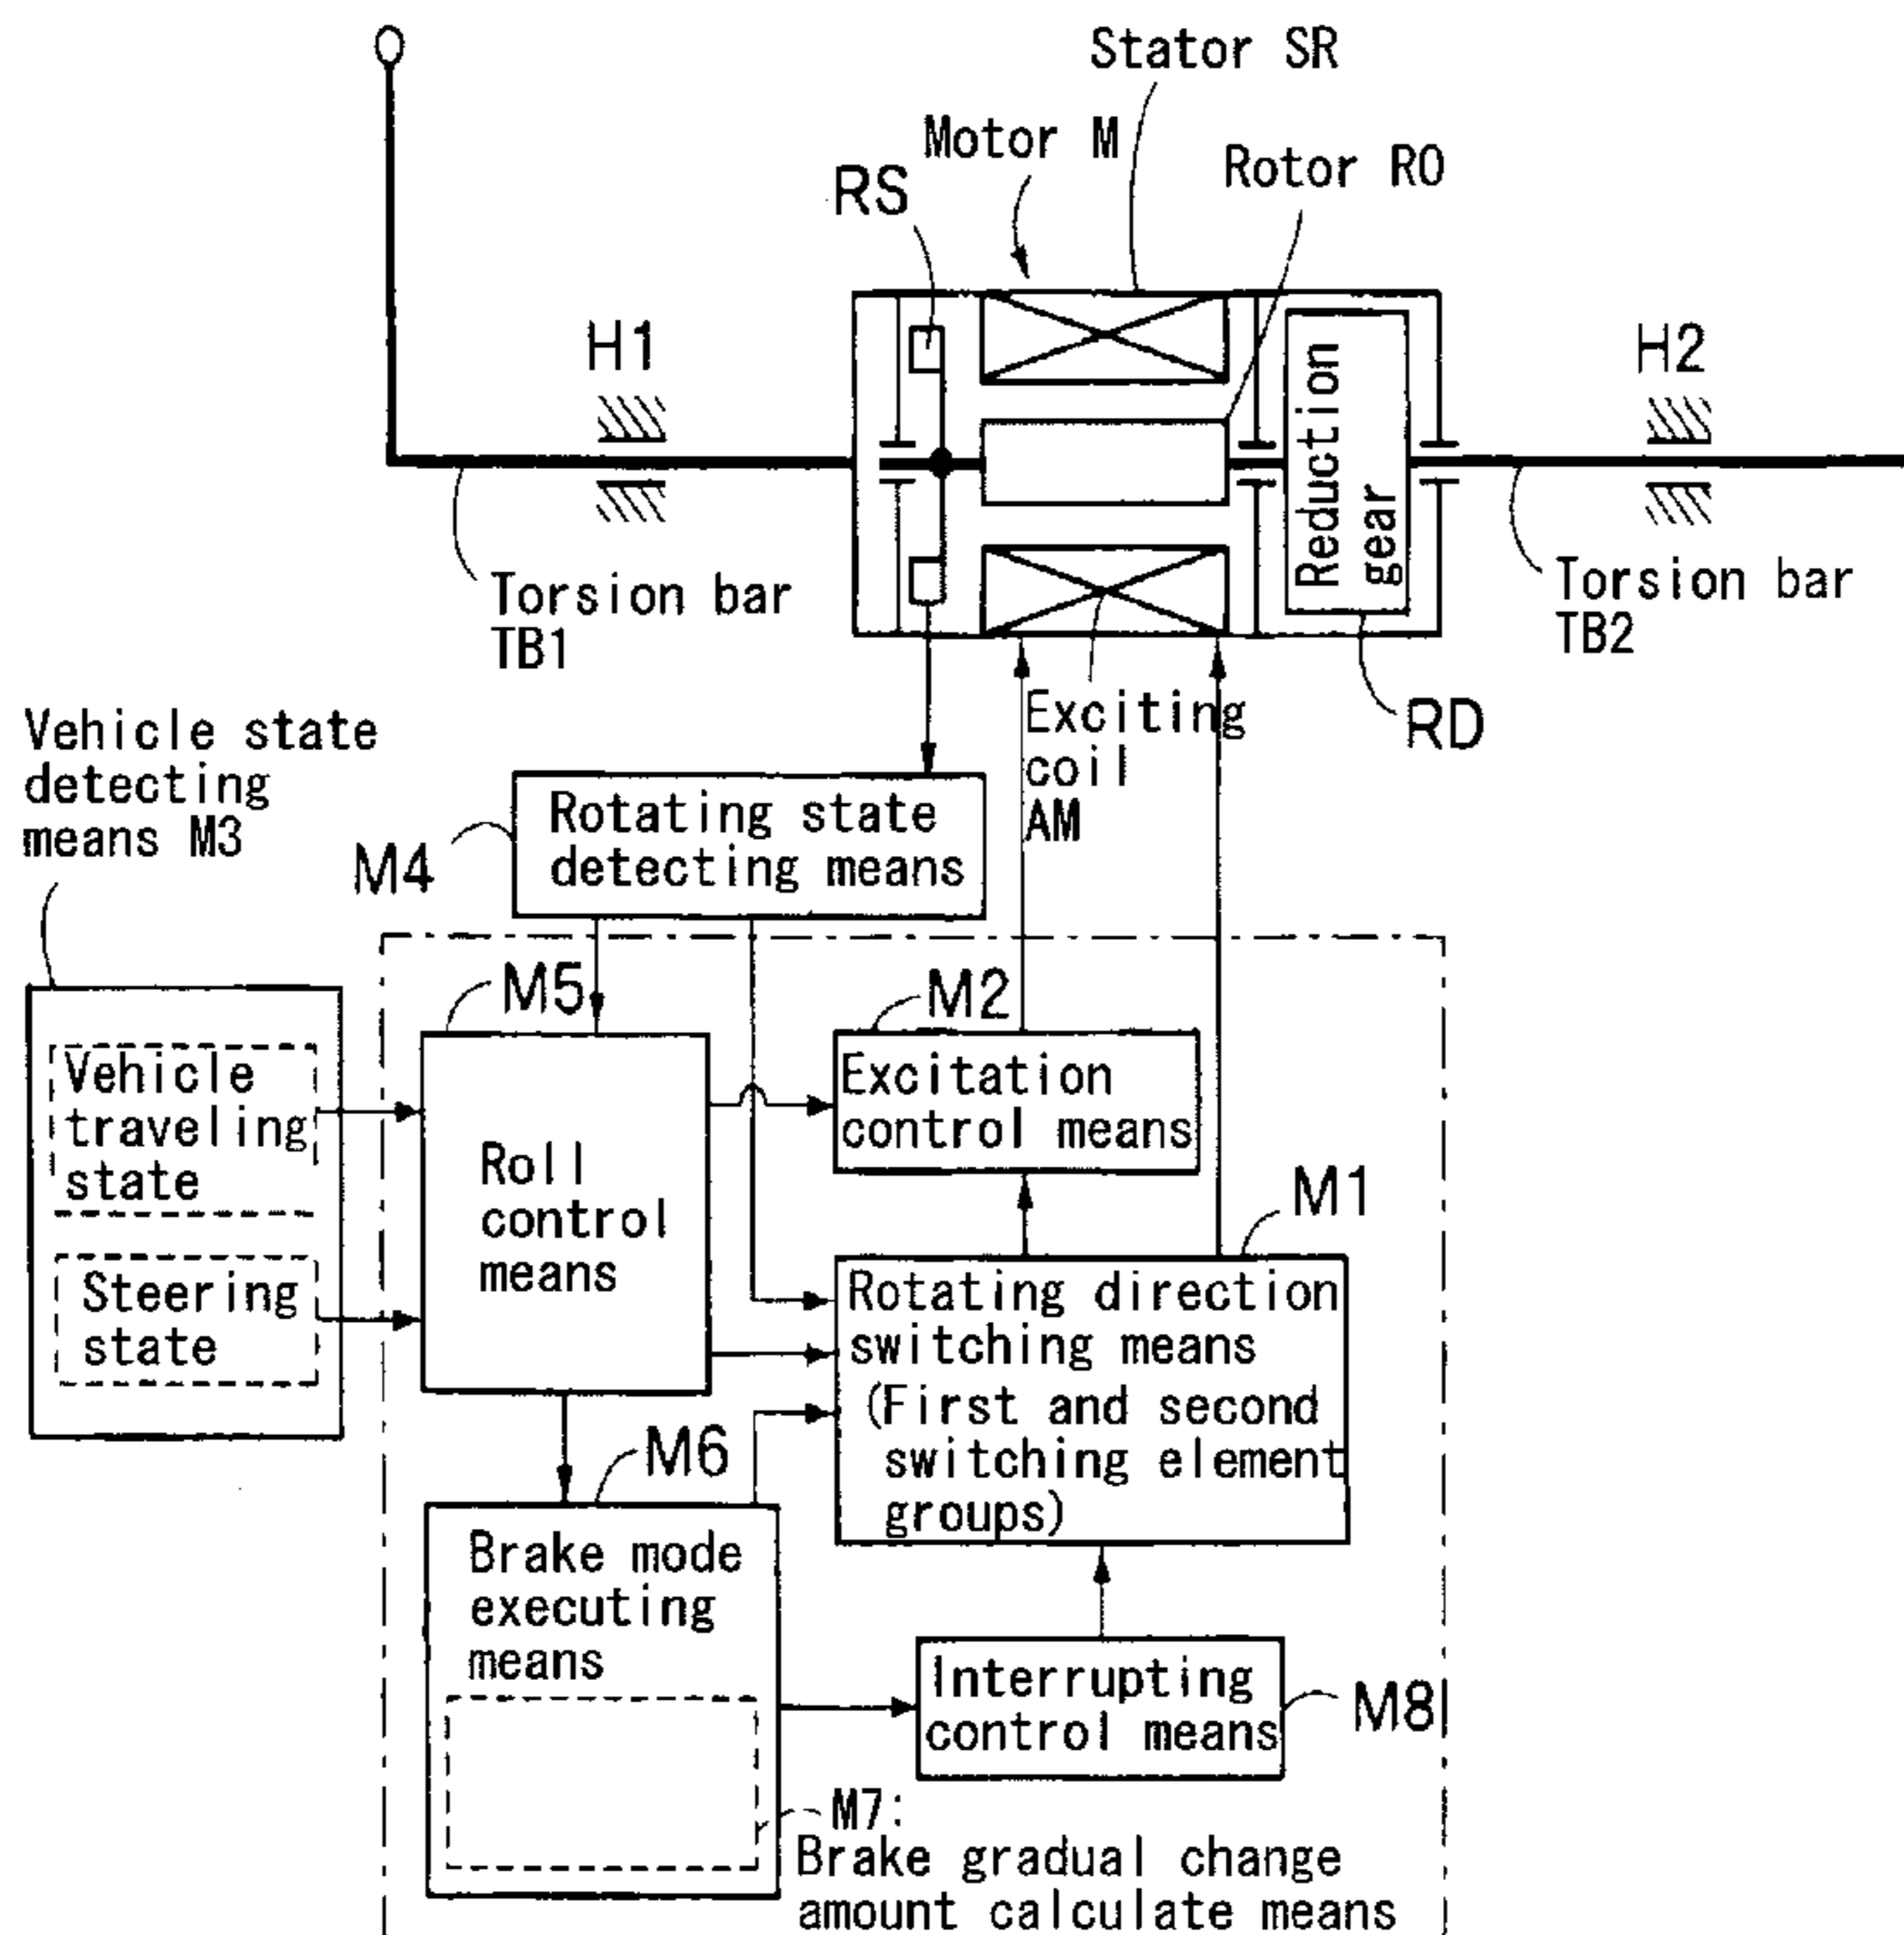 Stator SR
Motor M
Rotor RO
RS
H1
H2
Reduction
gear
Torsion bar
TB1
Torsion bar
TB2
Exciting
coil
AM
RD
Vehicle state
detecting
means M3
M4
Rotating state
detecting means
M5
M2
Vehicle
traveling
state
Excitation
control means
Roll
control
means
M1
Steering
state
Rotating direction
switching means
(First and second
switching element
groups)
M6
Brake mode
executing
means
Interrupting
control means
M8
M7:
Brake gradual change
amount calculate means